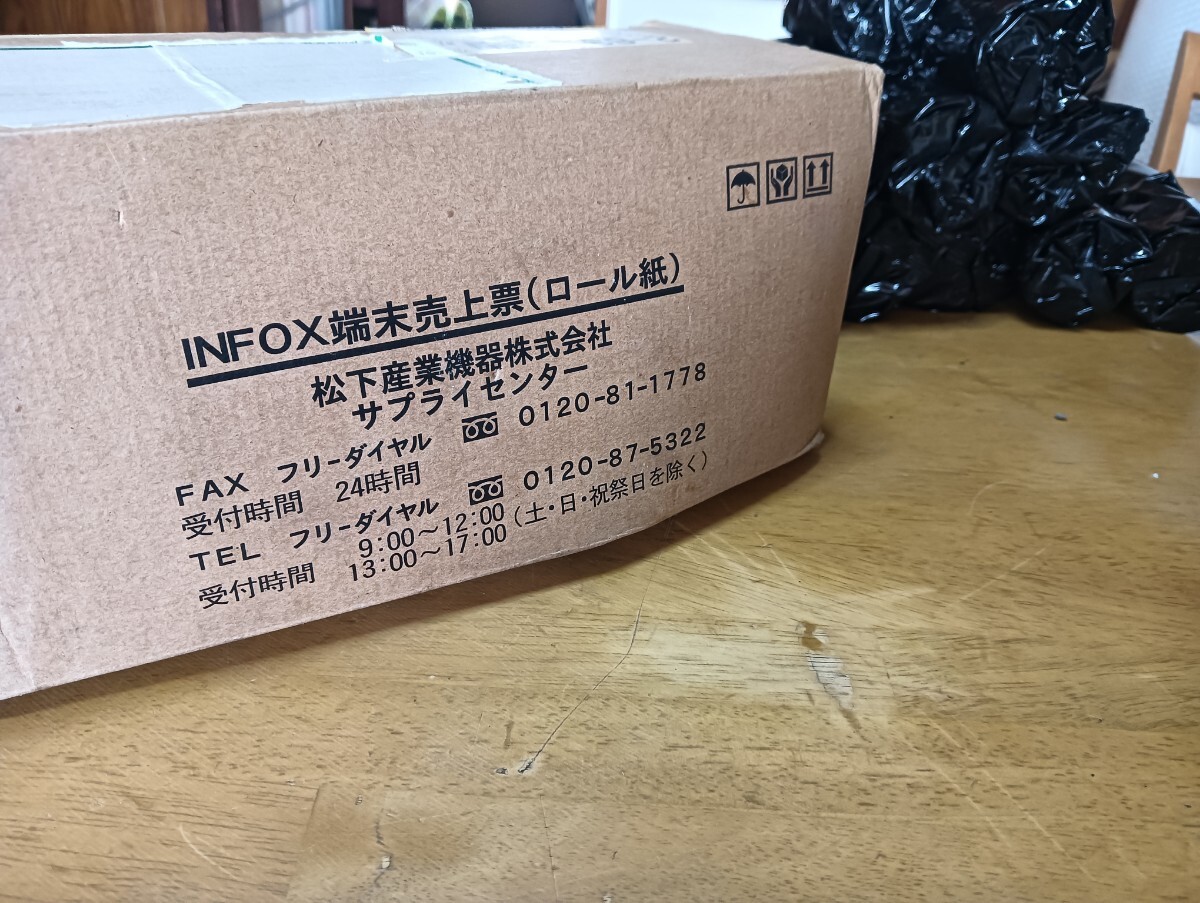 INFOX端末売上票(ロール紙)
松下産業機器株式会社
サプライセンター
FAX フリーダイヤル 0120-81-1778
受付時間 24時間
TEL フリーダイヤル 0120-87-5322
受付時間 9:00〜12:00
13:00〜17:00 (土・日・祝祭日を除く)